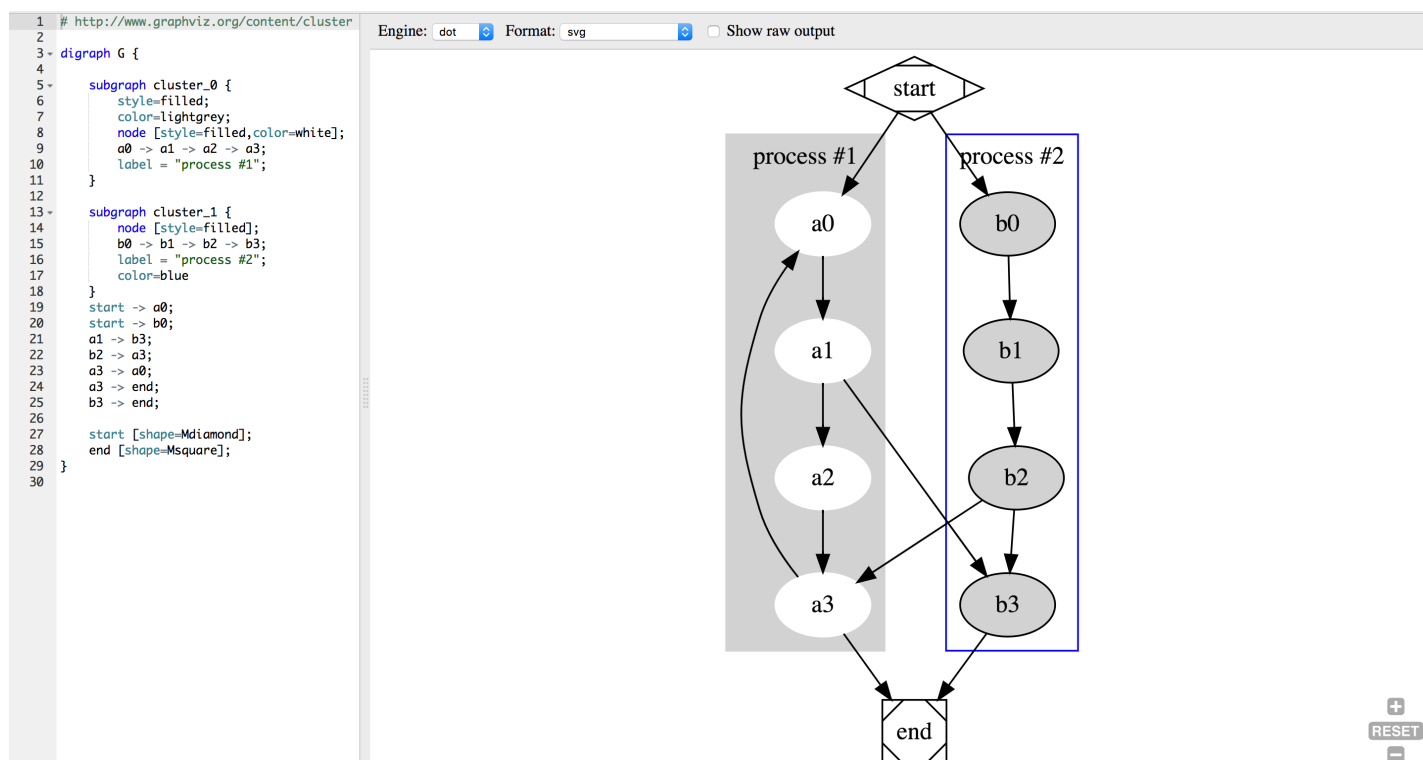 1 # http://www.graphviz.org/content/cluster
2
3 digraph G {
4
5     subgraph cluster_0 {
6         style=filled;
7         color=lightgrey;
8         node [style=filled,color=white];
9         a0 -> a1 -> a2 -> a3;
10         label = "process #1";
11     }
12
13     subgraph cluster_1 {
14         node [style=filled];
15         b0 -> b1 -> b2 -> b3;
16         label = "process #2";
17         color=blue
18     }
19     start -> a0;
20     start -> b0;
21     a1 -> b3;
22     b2 -> a3;
23     a3 -> a0;
24     a3 -> end;
25     b3 -> end;
26
27     start [shape=Mdiamond];
28     end [shape=Msquare];
29 }
30
Engine: dot Format: svg Show raw output
start
process #1 process #2
a0 b0
a1 b1
a2 b2
a3 b3
end
RESET